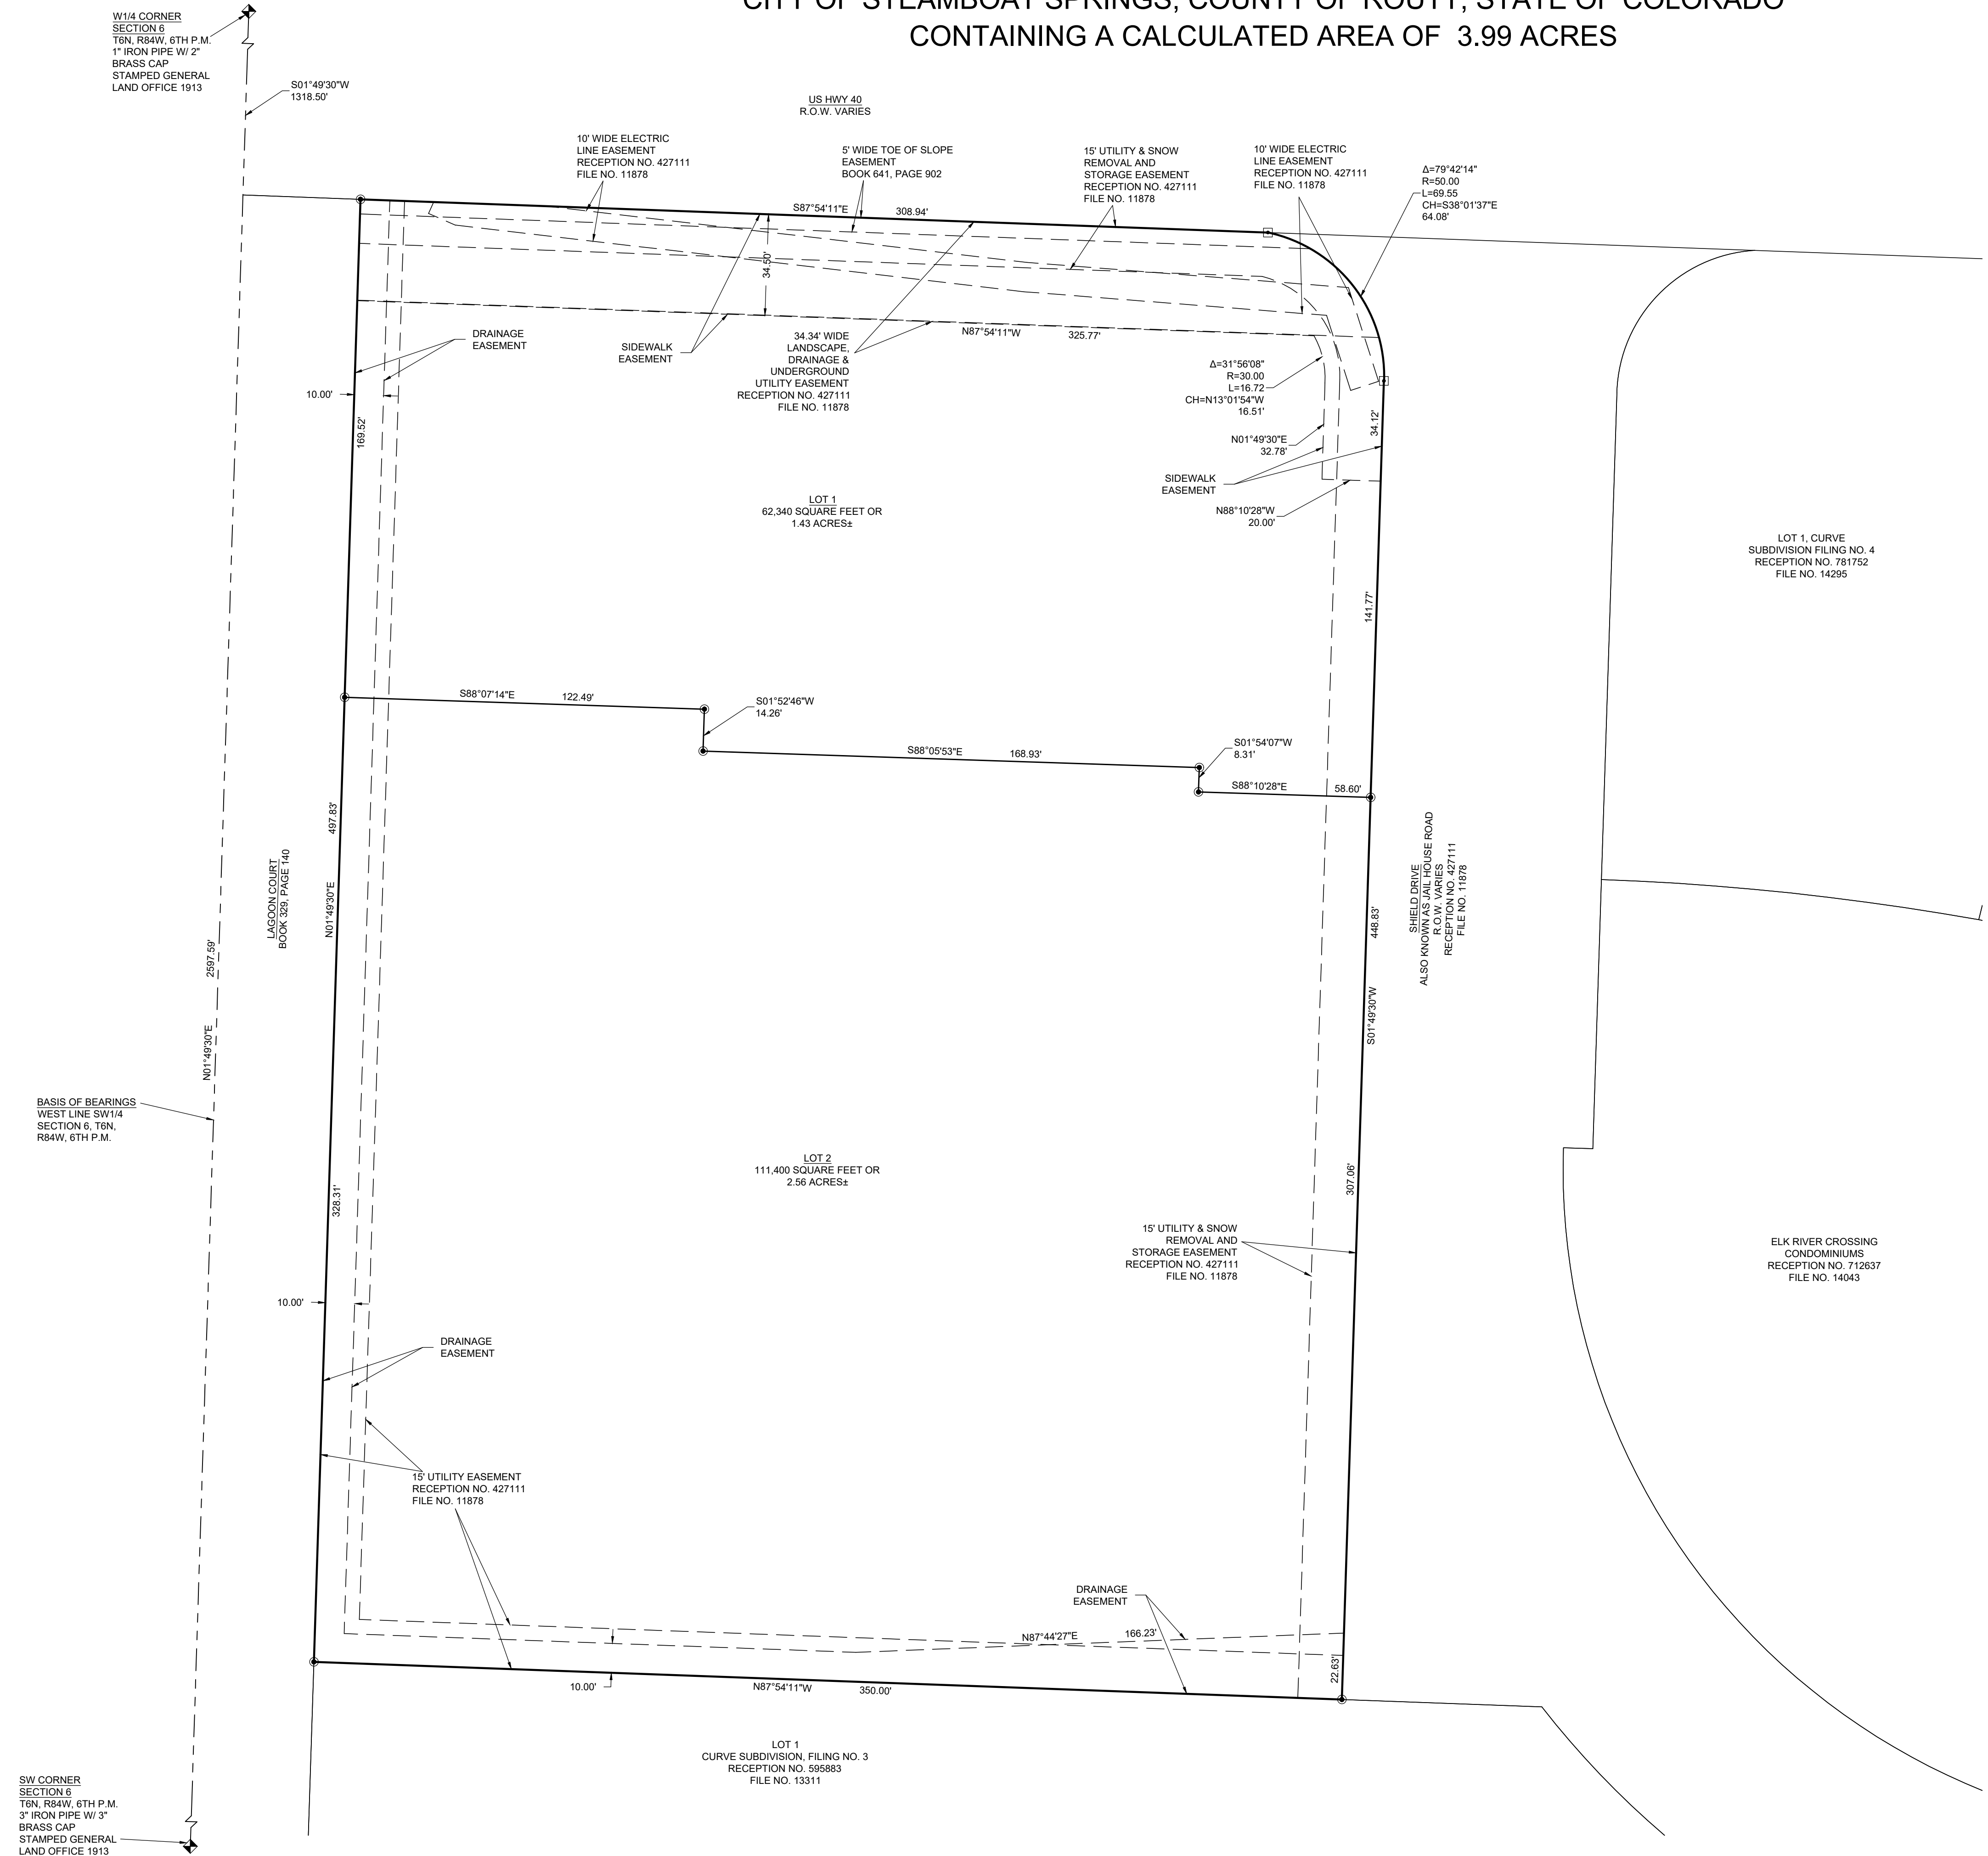 CITY OF STEAMBOAT SPRINGS, COUNTY OF ROUTT, STATE OF COLORADO
CONTAINING A CALCULATED AREA OF 3.99 ACRES
W1/4 CORNER
SECTION 6
T6N, R84W, 6TH P.M.
1" IRON PIPE W/ 2"
BRASS CAP
STAMPED GENERAL
LAND OFFICE 1913
S01°49'30"W
1318.50'
US HWY 40
R.O.W. VARIES
10' WIDE ELECTRIC
LINE EASEMENT
RECEPTION NO. 427111
FILE NO. 11878
5' WIDE TOE OF SLOPE
EASEMENT
BOOK 641, PAGE 902
15' UTILITY & SNOW
REMOVAL AND
STORAGE EASEMENT
RECEPTION NO. 427111
FILE NO. 11878
10' WIDE ELECTRIC
LINE EASEMENT
RECEPTION NO. 427111
FILE NO. 11878
Δ=79°42'14"
R=50.00
L=69.55
CH=S38°01'37"E
64.08'
S87°54'11"E 308.94'
34.50'
DRAINAGE
EASEMENT
SIDEWALK
EASEMENT
34.34' WIDE
LANDSCAPE,
DRAINAGE &
UNDERGROUND
UTILITY EASEMENT
RECEPTION NO. 427111
FILE NO. 11878
N87°54'11"W 325.77'
Δ=31°56'08"
R=30.00
L=16.72
CH=N13°01'54"W
16.51'
10.00'
169.52'
34.12'
N01°49'30"E
32.78'
SIDEWALK
EASEMENT
N88°10'28"W
20.00'
LOT 1
62,340 SQUARE FEET OR
1.43 ACRES±
LOT 1, CURVE
SUBDIVISION FILING NO. 4
RECEPTION NO. 781752
FILE NO. 14295
141.77'
S88°07'14"E 122.49'
S01°52'46"W
14.26'
S88°05'53"E 168.93'
S01°54'07"W
8.31'
S88°10'28"E 58.60'
497.83'
N01°49'30"E
LAGOON COURT
BOOK 329, PAGE 140
2597.59'
N01°49'30"E
SHIELD DRIVE
ALSO KNOWN AS JAIL HOUSE ROAD
R.O.W. VARIES
RECEPTION NO. 427111
FILE NO. 11878
448.83'
S01°49'30"W
BASIS OF BEARINGS
WEST LINE SW1/4
SECTION 6, T6N,
R84W, 6TH P.M.
LOT 2
111,400 SQUARE FEET OR
2.56 ACRES±
328.31'
307.06'
15' UTILITY & SNOW
REMOVAL AND
STORAGE EASEMENT
RECEPTION NO. 427111
FILE NO. 11878
ELK RIVER CROSSING
CONDOMINIUMS
RECEPTION NO. 712637
FILE NO. 14043
10.00'
DRAINAGE
EASEMENT
15' UTILITY EASEMENT
RECEPTION NO. 427111
FILE NO. 11878
DRAINAGE
EASEMENT
N87°44'27"E 166.23'
22.63'
10.00'
N87°54'11"W 350.00'
LOT 1
CURVE SUBDIVISION, FILING NO. 3
RECEPTION NO. 595883
FILE NO. 13311
SW CORNER
SECTION 6
T6N, R84W, 6TH P.M.
3" IRON PIPE W/ 3"
BRASS CAP
STAMPED GENERAL
LAND OFFICE 1913